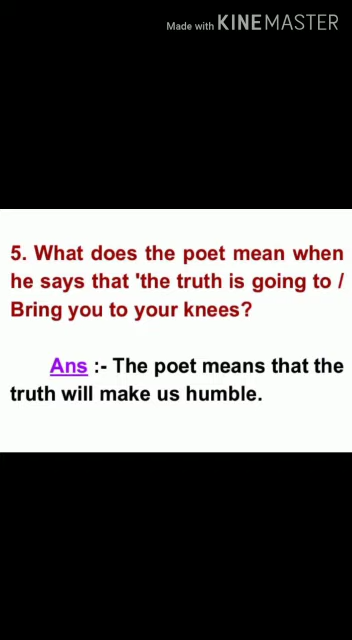 Made with KINEMASTER
5. What does the poet mean when
he says that 'the truth is going to /
Bring you to your knees?
Ans :- The poet means that the
truth will make us humble.